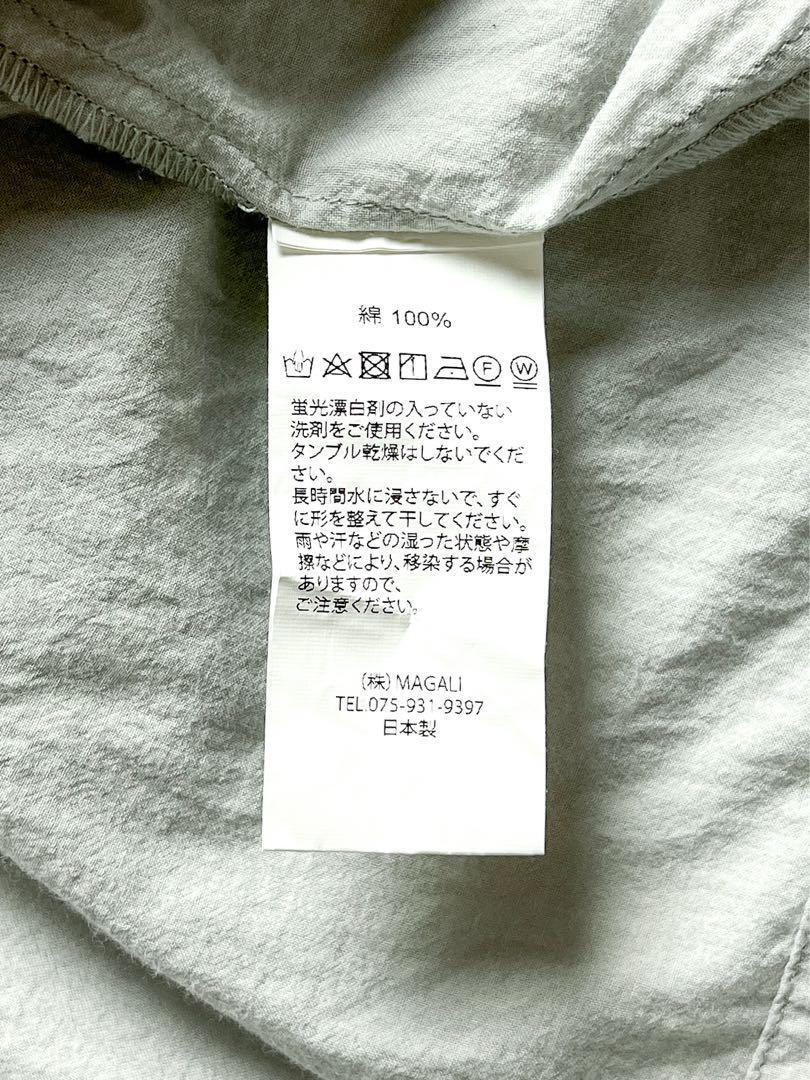 綿 100%
F W
蛍光漂白剤の入っていない
洗剤をご使用ください。
タンブル乾燥はしないでくだ
さい。
長時間水に浸さないで、すぐ
に形を整えて干してください。
雨や汗などの湿った状態や摩
擦などにより、移染する場合が
ありますので、
ご注意ください。
(株) MAGALI
TEL.075-931-9397
日本製